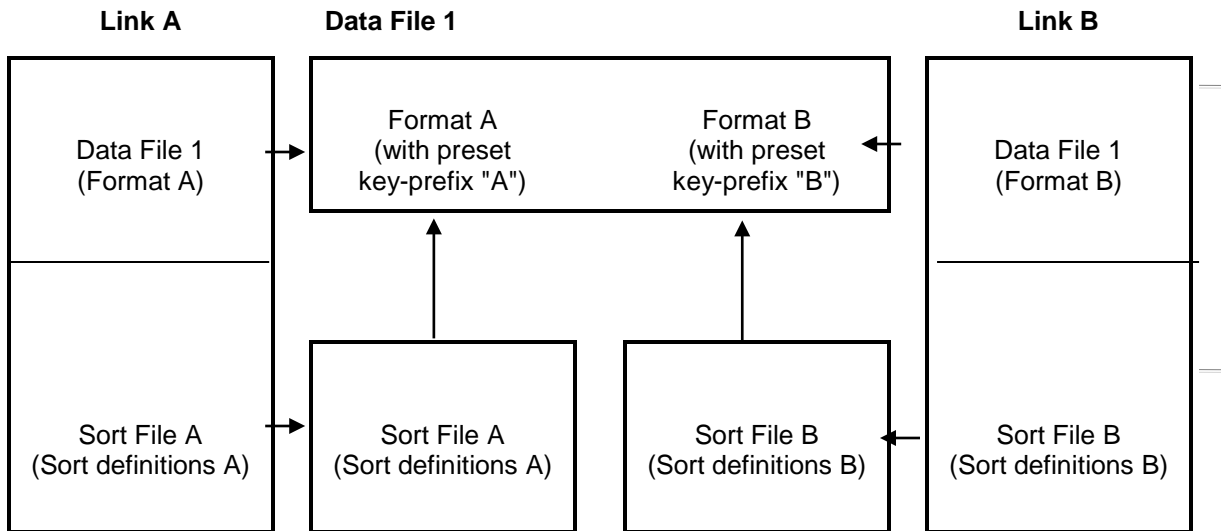 Link A
Data File 1
Link B
Data File 1
(Format A)
Format A
(with preset
key-prefix "A")
Format B
(with preset
key-prefix "B")
Data File 1
(Format B)
Sort File A
(Sort definitions A)
Sort File A
(Sort definitions A)
Sort File B
(Sort definitions B)
Sort File B
(Sort definitions B)